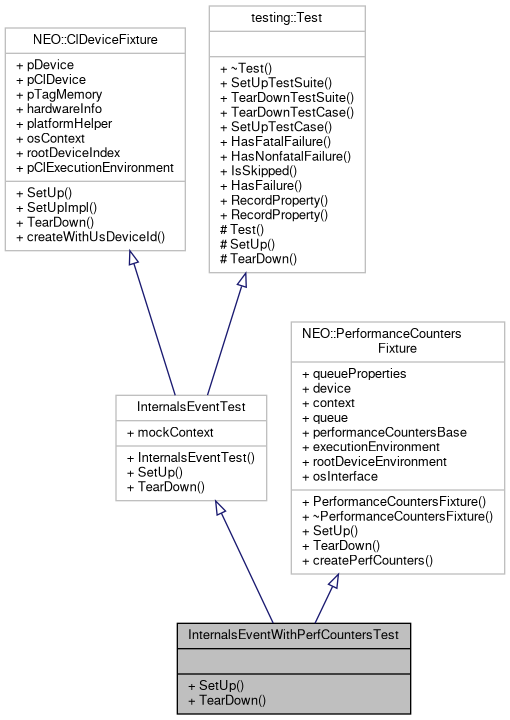 testing::Test
+ ~Test()
+ SetUpTestSuite()
+ TearDownTestSuite()
+ TearDownTestCase()
+ SetUpTestCase()
+ HasFatalFailure()
+ HasNonfatalFailure()
+ IsSkipped()
+ HasFailure()
+ RecordProperty()
+ RecordProperty()
# Test()
# SetUp()
# TearDown()
NEO::ClDeviceFixture
+ pDevice
+ pClDevice
+ pTagMemory
+ hardwareInfo
+ platformHelper
+ osContext
+ rootDeviceIndex
+ pClExecutionEnvironment
+ SetUp()
+ SetUpImpl()
+ TearDown()
+ createWithUsDeviceId()
NEO::PerformanceCounters
Fixture
+ queueProperties
+ device
+ context
+ queue
+ performanceCountersBase
+ executionEnvironment
+ rootDeviceEnvironment
+ osInterface
+ PerformanceCountersFixture()
+ ~PerformanceCountersFixture()
+ SetUp()
+ TearDown()
+ createPerfCounters()
InternalsEventTest
+ mockContext
+ InternalsEventTest()
+ SetUp()
+ TearDown()
InternalsEventWithPerfCountersTest
+ SetUp()
+ TearDown()